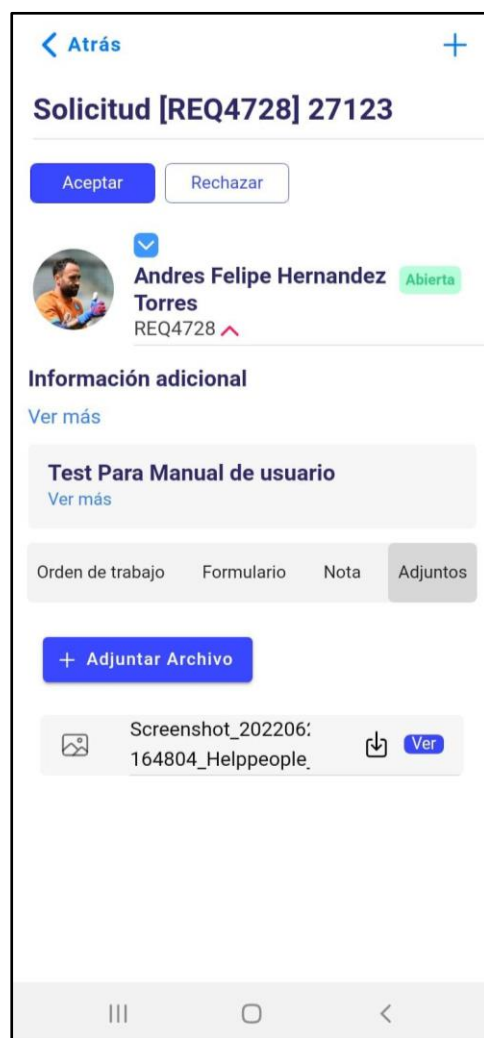 Atrás
Solicitud [REQ4728] 27123
Aceptar
Rechazar
Andres Felipe Hernandez
Torres
Abierta
REQ4728
Información adicional
Ver más
Test Para Manual de usuario
Ver más
Orden de trabajo Formulario Nota Adjuntos
+ Adjuntar Archivo
Screenshot_202206
164804_Helppeople_
Ver